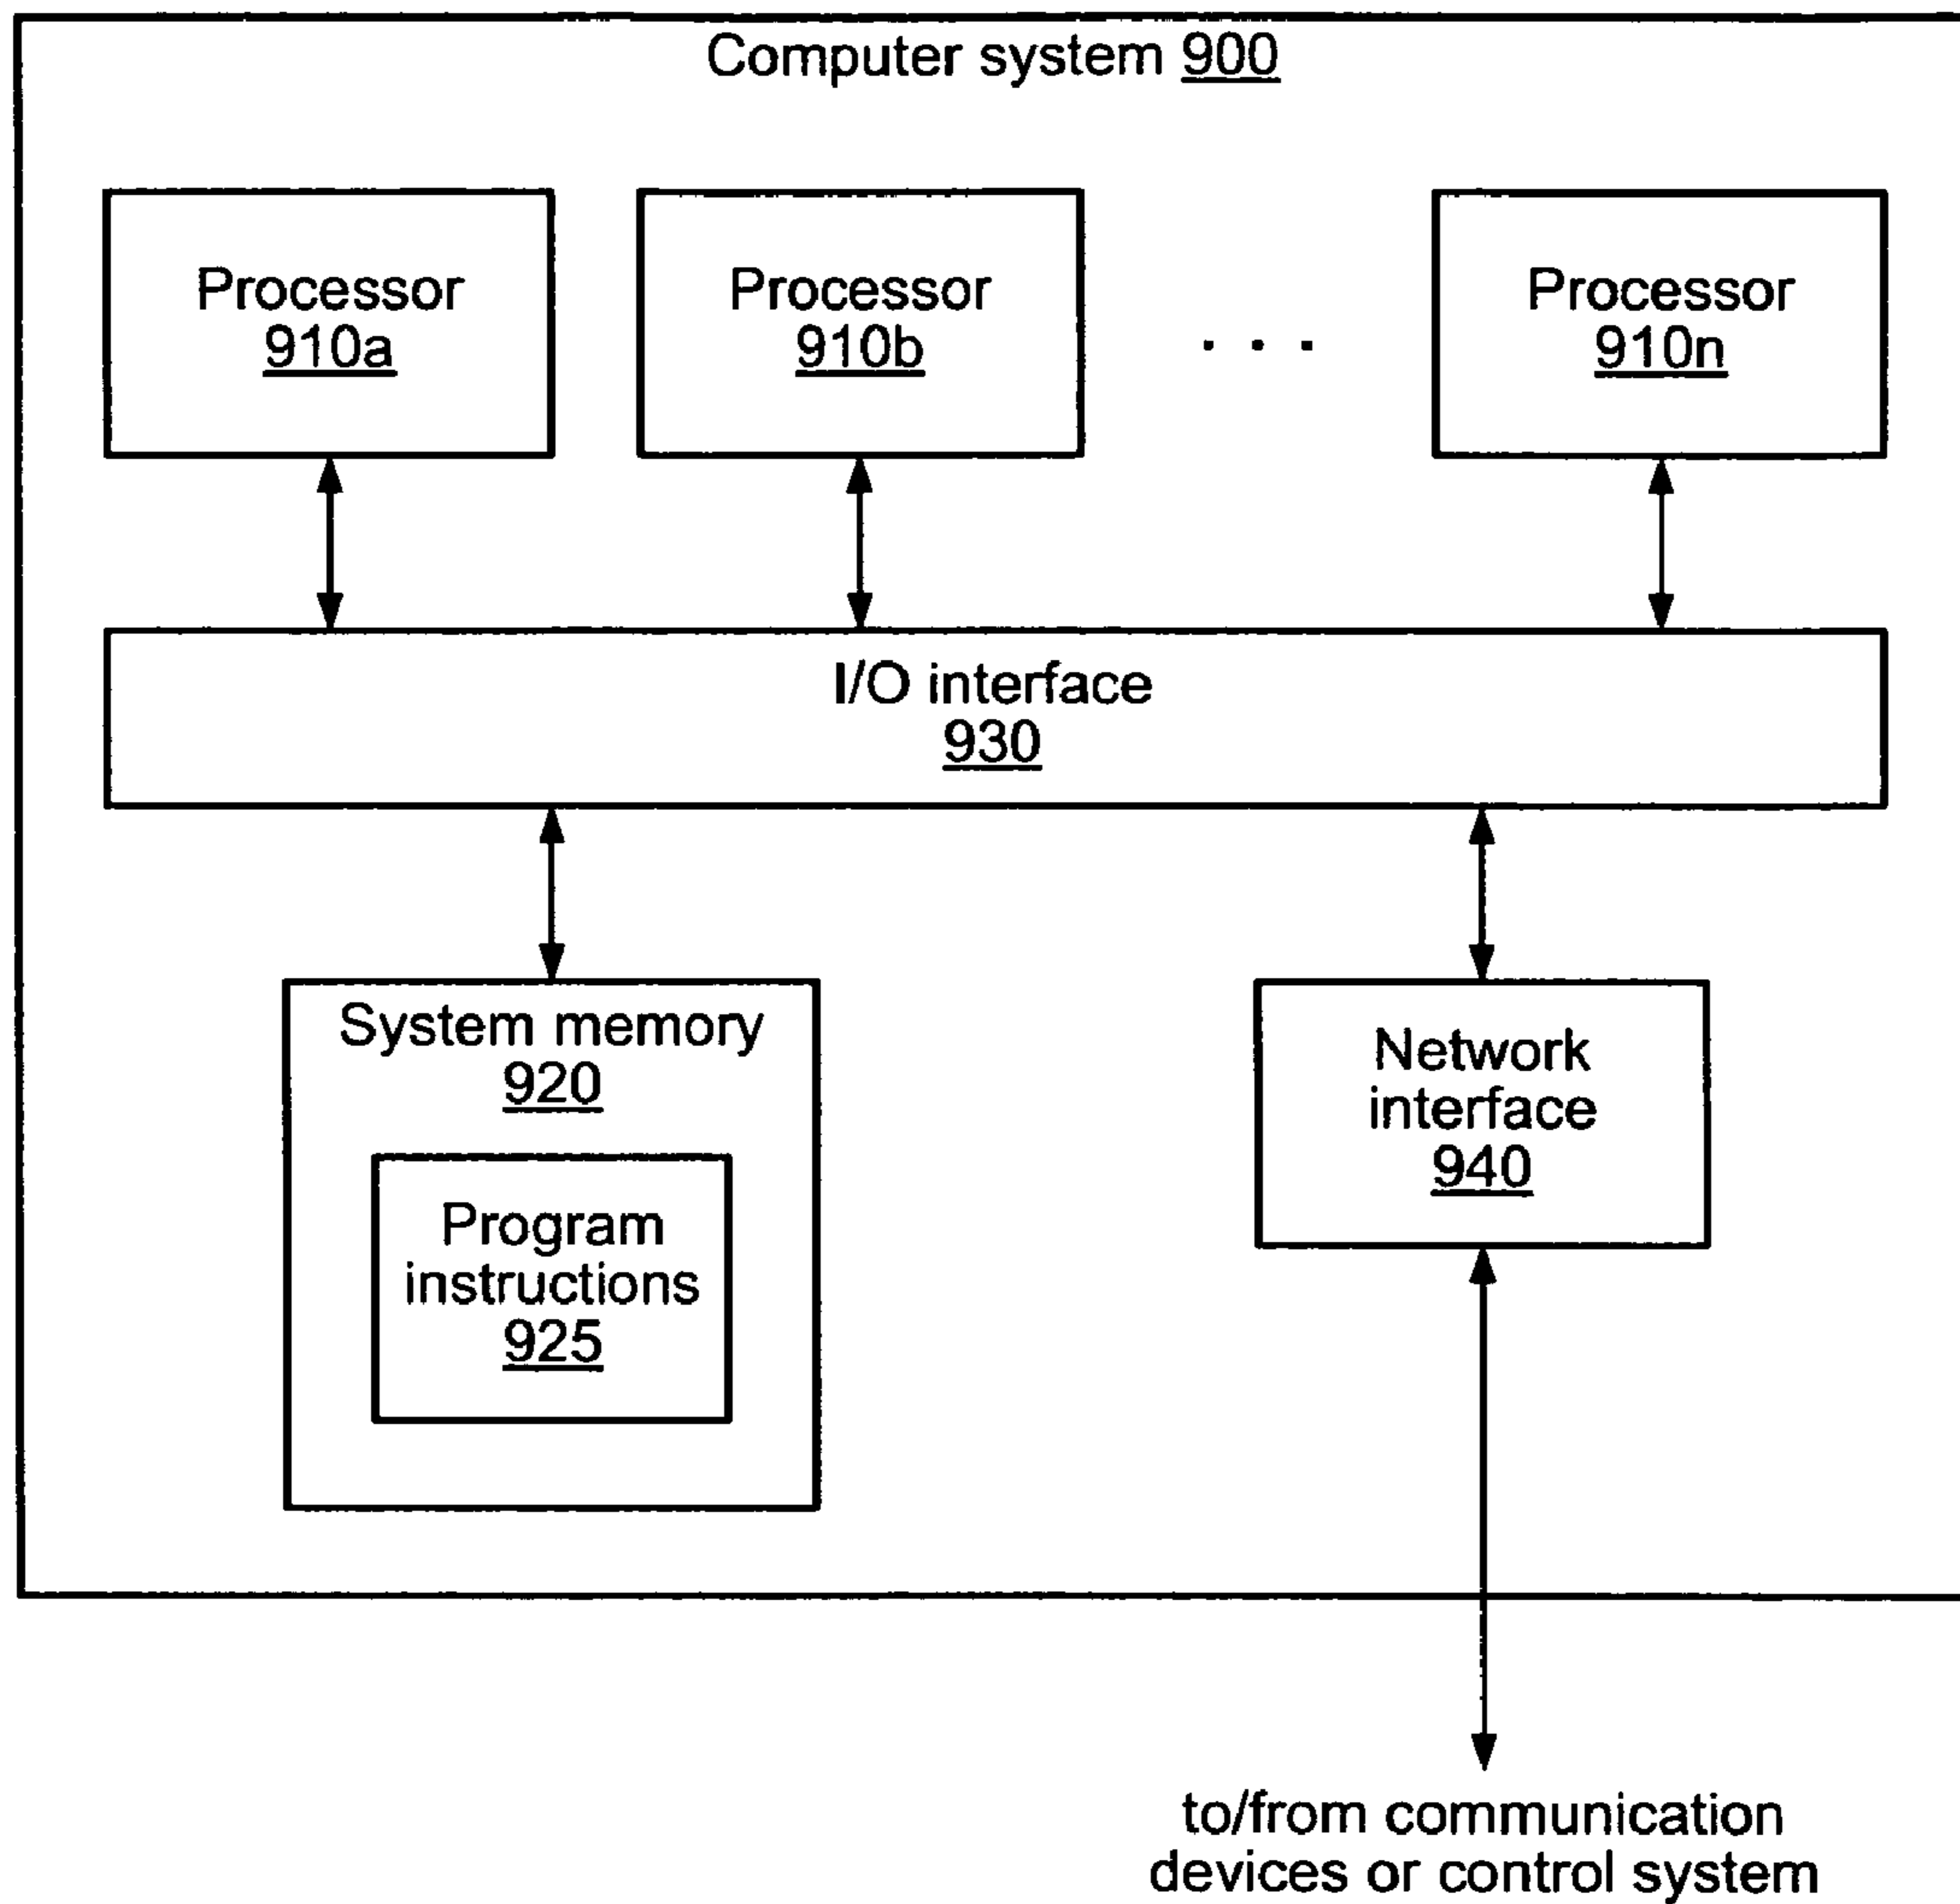 Computer system 900
Processor
910a
Processor
910b
. . .
Processor
910n
I/O interface
930
System memory
920
Program
instructions
925
Network
interface
940
to/from communication
devices or control system